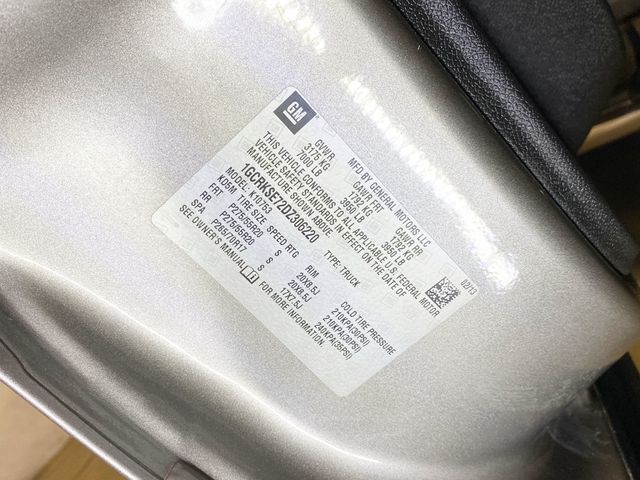 GM
MFD BY GENERAL MOTORS LLC 02/13
GVWR GAWR FRT GAWR RR
3175 KG 1792 KG 1792 KG
7000 LB 3950 LB 3950 LB
THIS VEHICLE CONFORMS TO ALL APPLICABLE U.S. FEDERAL MOTOR
VEHICLE SAFETY STANDARDS IN EFFECT ON THE DATE OF
MANUFACTURE SHOWN ABOVE.
1GCRKSE72DZ306220 TYPE: TRUCK
MODEL: K10753
K05M TIRE SIZE SPEED RTG RIM COLD TIRE PRESSURE
FRT P275/55R20 S 20X8.5J 210KPA(30PSI)
RR P275/55R20 S 20X8.5J 210KPA(30PSI)
SPA P265/70R17 S 17X7.5J 240KPA(35PSI)
SEE OWNER'S MANUAL FOR MORE INFORMATION.